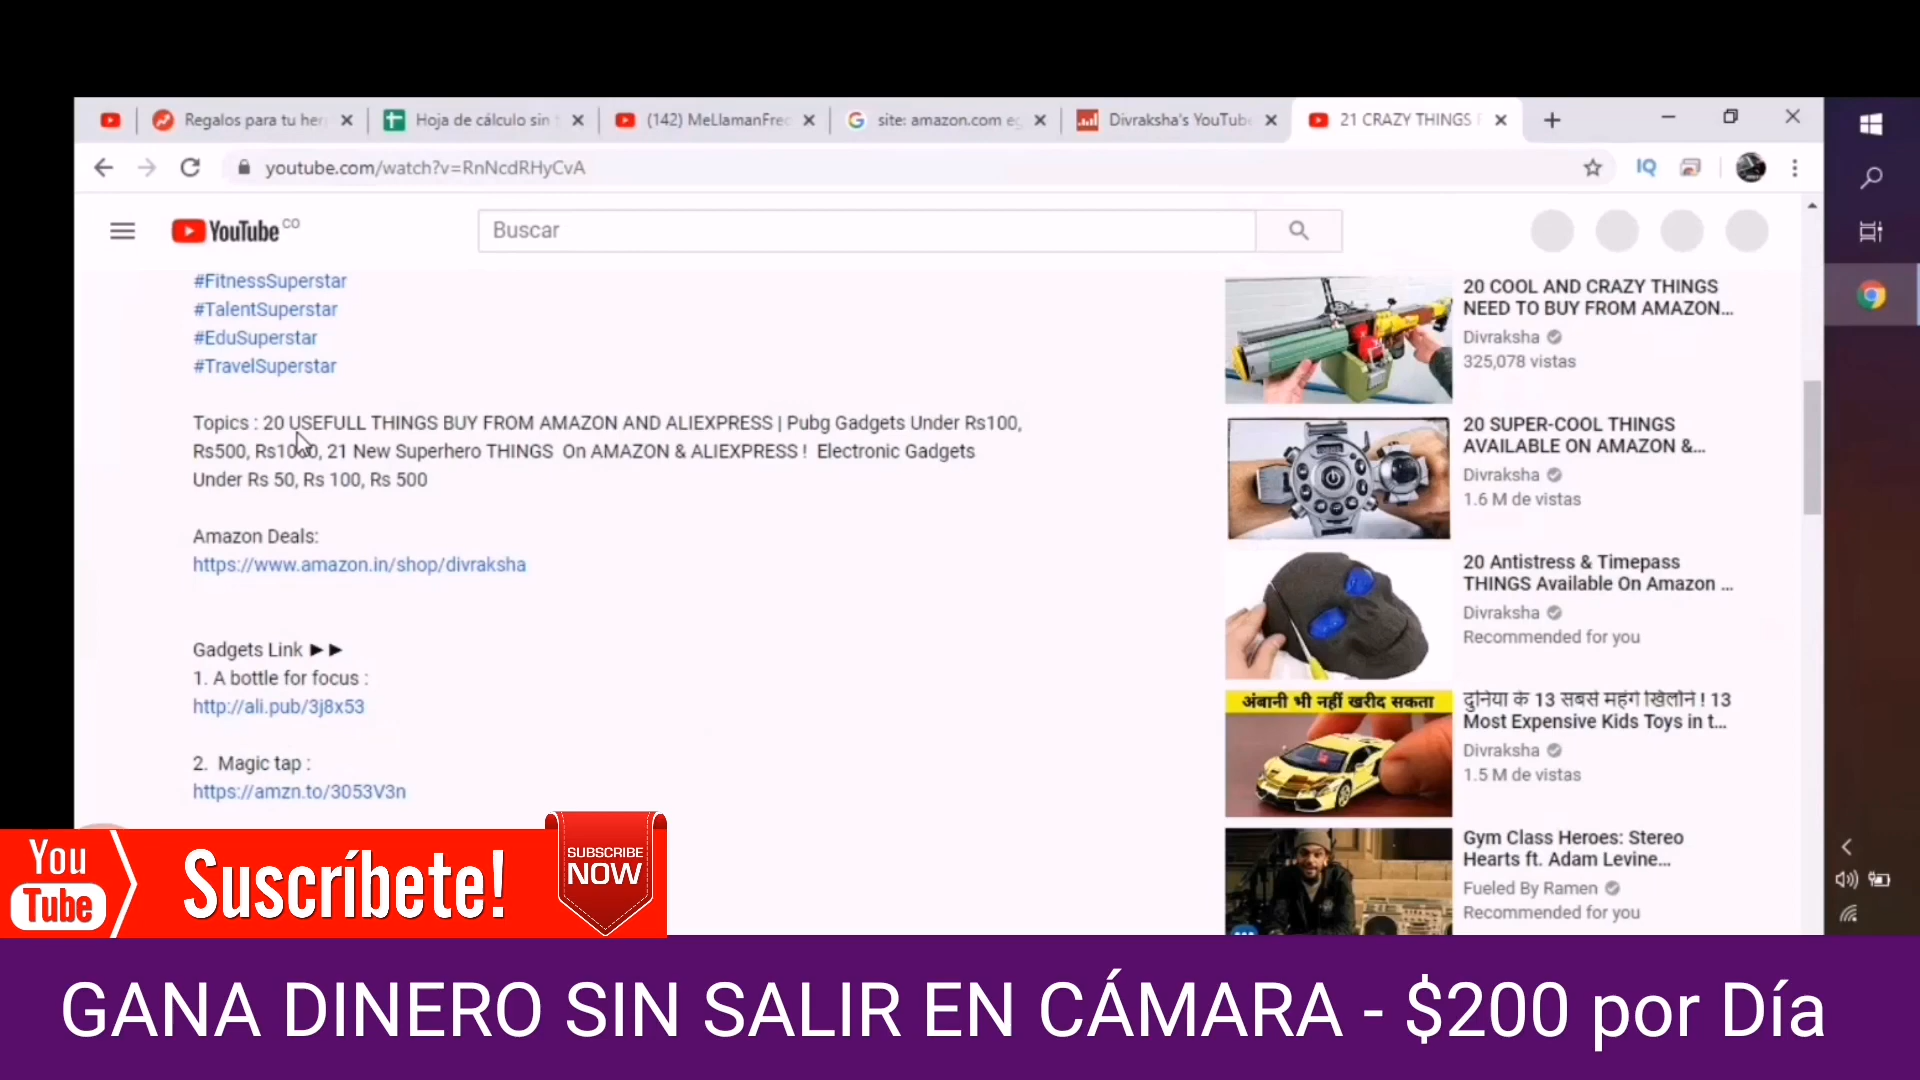 Regalos para tu her
Hoja de cálculo sin
(142) MeLlamanFred
site: amazon.com eg
Divraksha's YouTube
21 CRAZY THINGS
youtube.com/watch?v=RnNcdRHyCvA
IQ
YouTube CO
Buscar
#FitnessSuperstar
#TalentSuperstar
#EduSuperstar
#TravelSuperstar
Topics : 20 USEFULL THINGS BUY FROM AMAZON AND ALIEXPRESS | Pubg Gadgets Under Rs100,
Rs500, Rs1000, 21 New Superhero THINGS On AMAZON & ALIEXPRESS ! Electronic Gadgets
Under Rs 50, Rs 100, Rs 500
Amazon Deals:
https://www.amazon.in/shop/divraksha
Gadgets Link ►►
1. A bottle for focus :
http://ali.pub/3j8x53
2. Magic tap :
https://amzn.to/3053V3n
20 COOL AND CRAZY THINGS
NEED TO BUY FROM AMAZON...
Divraksha
325,078 vistas
20 SUPER-COOL THINGS
AVAILABLE ON AMAZON &...
Divraksha
1.6 M de vistas
20 Antistress & Timepass
THINGS Available On Amazon ...
Divraksha
Recommended for you
अंबानी भी नहीं खरीद सकता
दुनिया के 13 सबसे महंगे खिलौने ! 13
Most Expensive Kids Toys in t...
Divraksha
1.5 M de vistas
Gym Class Heroes: Stereo
Hearts ft. Adam Levine...
Fueled By Ramen
Recommended for you
You
Tube
Suscríbete!
SUBSCRIBE
NOW
GANA DINERO SIN SALIR EN CÁMARA - $200 por Día